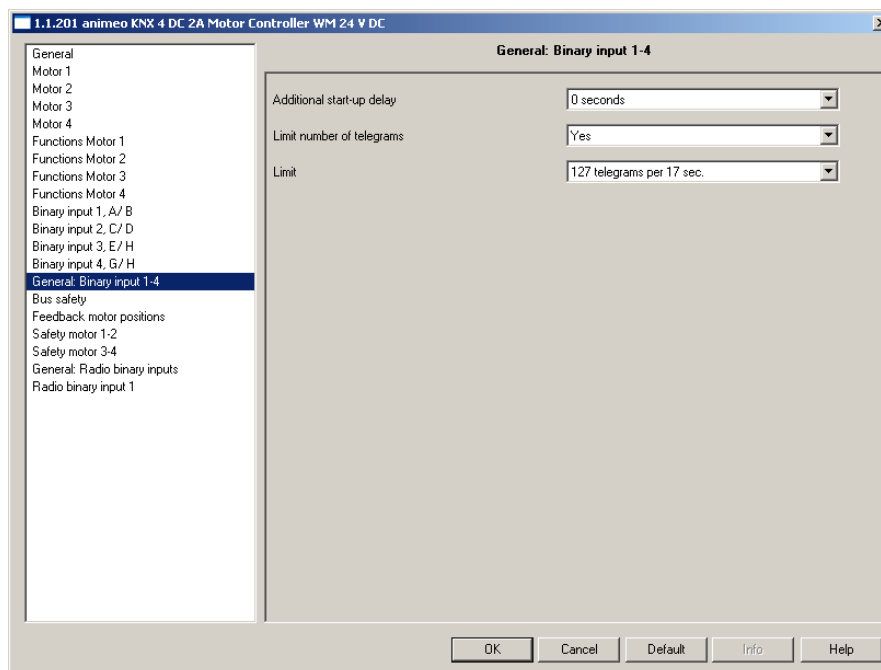 1.1.201 animeo KNX 4 DC 2A Motor Controller WM 24 V DC
General
Motor 1
Motor 2
Motor 3
Motor 4
Functions Motor 1
Functions Motor 2
Functions Motor 3
Functions Motor 4
Binary input 1, A/ B
Binary input 2, C/ D
Binary input 3, E/ H
Binary input 4, G/ H
General: Binary input 1-4
Bus safety
Feedback motor positions
Safety motor 1-2
Safety motor 3-4
General: Radio binary inputs
Radio binary input 1
General: Binary input 1-4
Additional start-up delay 0 seconds
Limit number of telegrams Yes
Limit 127 telegrams per 17 sec.
OK Cancel Default Info Help